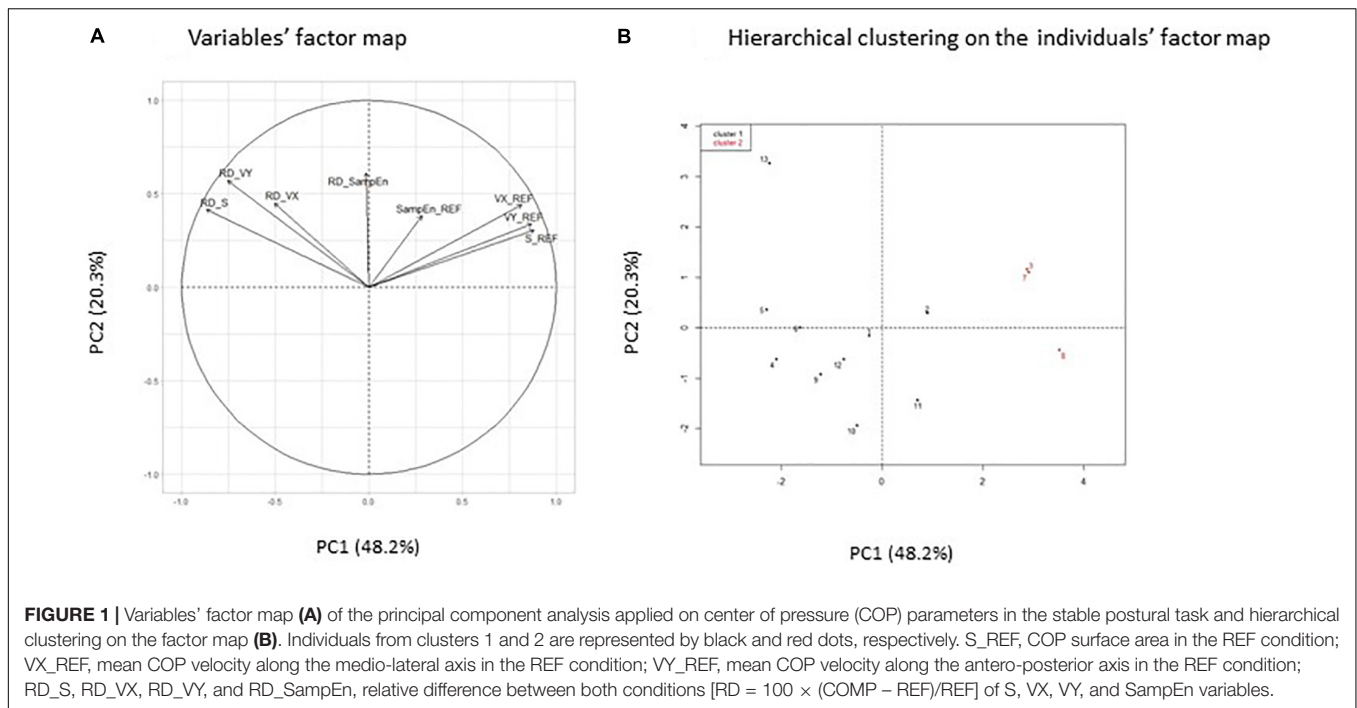 A Variables' factor map
1.0
0.5
0.0
-0.5
-1.0
RD_VY
RD_S
RD_VX
RD_SampEn
SampEn_REF
VX_REF
VY_REF
S_REF
-1.0 -0.5 0.0 0.5 1.0
PC2 (20.3%)
PC1 (48.2%)
B Hierarchical clustering on the individuals' factor map
cluster 1
cluster 2
4
3
2
1
0
-1
-2
13
3
7
2
5
6
1
8
4
12
9
11
10
-2 0 2 4
PC2 (20.3%)
PC1 (48.2%)
FIGURE 1 | Variables' factor map (A) of the principal component analysis applied on center of pressure (COP) parameters in the stable postural task and hierarchical
clustering on the factor map (B). Individuals from clusters 1 and 2 are represented by black and red dots, respectively. S_REF, COP surface area in the REF condition;
VX_REF, mean COP velocity along the medio-lateral axis in the REF condition; VY_REF, mean COP velocity along the antero-posterior axis in the REF condition;
RD_S, RD_VX, RD_VY, and RD_SampEn, relative difference between both conditions [RD = 100 × (COMP – REF)/REF] of S, VX, VY, and SampEn variables.